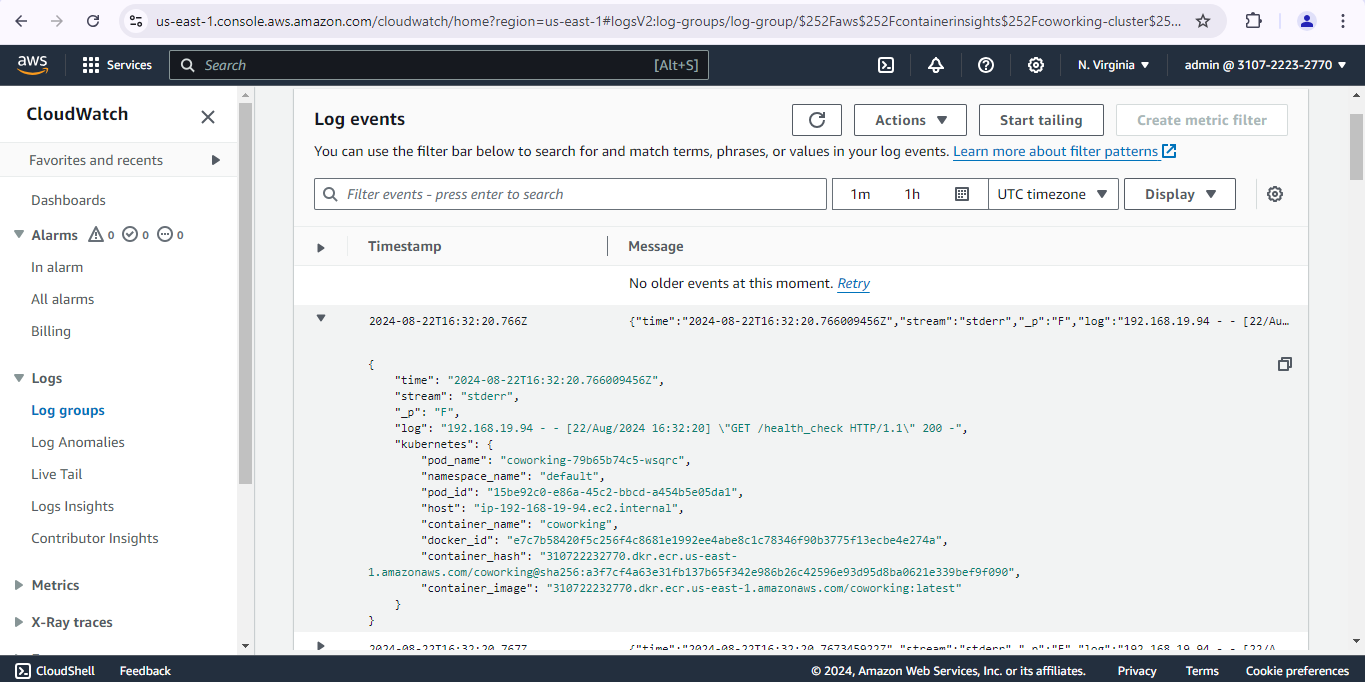 us-east-1.console.aws.amazon.com/cloudwatch/home?region=us-east-1#logsV2:log-groups/log-group/$252Faws$252Fcontainerinsights$252Fcoworking-cluster$25...
aws
Services
Search
[Alt+S]
N. Virginia
admin @ 3107-2223-2770
CloudWatch
Favorites and recents
Dashboards
Alarms 0 0 0
In alarm
All alarms
Billing
Logs
Log groups
Log Anomalies
Live Tail
Logs Insights
Contributor Insights
Metrics
X-Ray traces
Log events
Actions
Start tailing
Create metric filter
You can use the filter bar below to search for and match terms, phrases, or values in your log events. Learn more about filter patterns
Filter events - press enter to search
1m
1h
UTC timezone
Display
Timestamp
Message
No older events at this moment. Retry
2024-08-22T16:32:20.766Z
{"time":"2024-08-22T16:32:20.766009456Z","stream":"stderr","_p":"F","log":"192.168.19.94 - - [22/Au...
{
"time": "2024-08-22T16:32:20.766009456Z",
"stream": "stderr",
"_p": "F",
"log": "192.168.19.94 - - [22/Aug/2024 16:32:20] \"GET /health_check HTTP/1.1\" 200 -",
"kubernetes": {
"pod_name": "coworking-79b65b74c5-wsqrc",
"namespace_name": "default",
"pod_id": "15be92c0-e86a-45c2-bbcd-a454b5e05da1",
"host": "ip-192-168-19-94.ec2.internal",
"container_name": "coworking",
"docker_id": "e7c7b58420f5c256f4c8681e1992ee4abe8c1c78346f90b3775f13ecbe4e274a",
"container_hash": "310722232770.dkr.ecr.us-east-
1.amazonaws.com/coworking@sha256:a3f7cf4a63e31fb137b65f342e986b26c42596e93d95d8ba0621e339bef9f090",
"container_image": "310722232770.dkr.ecr.us-east-1.amazonaws.com/coworking:latest"
}
}
2024-08-22T16:32:20.767Z
{"time":"2024-08-22T16:32:20.767345922Z","stream":"stderr","_p":"F","log":"192.168.19.94 - - [22/A...
CloudShell
Feedback
© 2024, Amazon Web Services, Inc. or its affiliates.
Privacy
Terms
Cookie preferences